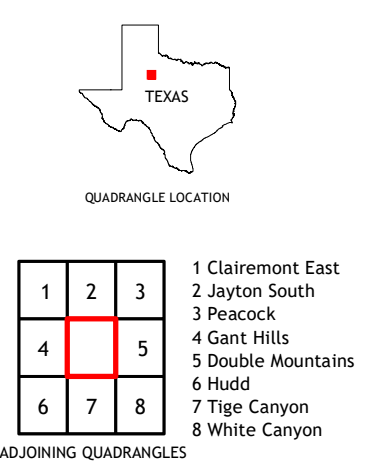 TEXAS
QUADRANGLE LOCATION
1 2 3
4 5
6 7 8
1 Clairemont East
2 Jayton South
3 Peacock
4 Gant Hills
5 Double Mountains
6 Hudd
7 Tige Canyon
8 White Canyon
ADJOINING QUADRANGLES